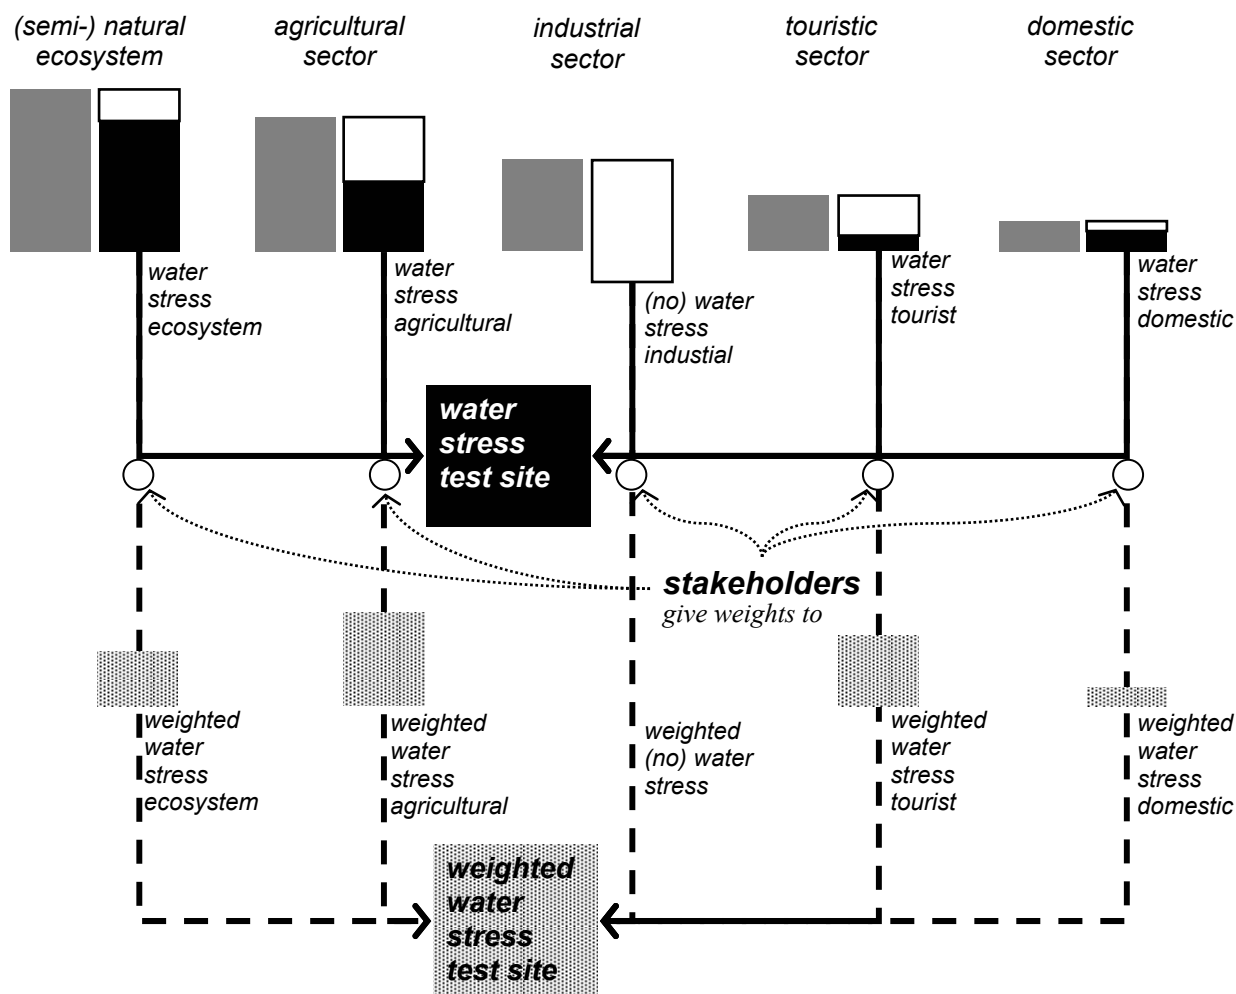 (semi-) natural
ecosystem
agricultural
sector
industrial
sector
touristic
sector
domestic
sector
water
stress
ecosystem
water
stress
agricultural
(no) water
stress
industial
water
stress
tourist
water
stress
domestic
water
stress
test site
stakeholders
give weights to
weighted
water
stress
ecosystem
weighted
water
stress
agricultural
weighted
(no) water
stress
weighted
water
stress
tourist
weighted
water
stress
domestic
weighted
water
stress
test site